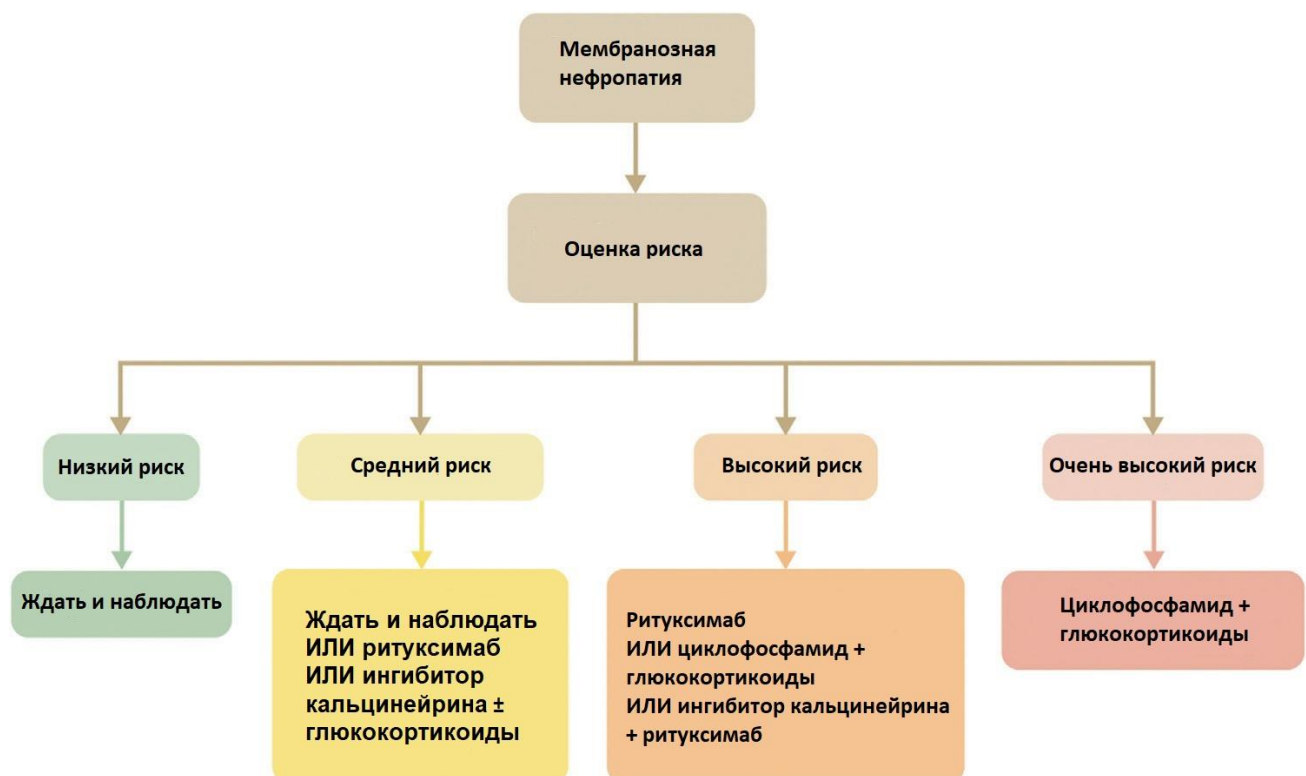 Мембранозная
нефропатия
Оценка риска
Низкий риск
Средний риск
Высокий риск
Очень высокий риск
Ждать и наблюдать
Ждать и наблюдать
ИЛИ ритуксимаб
ИЛИ ингибитор
кальцинейрина ±
глюкокортикоиды
Ритуксимаб
ИЛИ циклофосфамид +
глюкокортикоиды
ИЛИ ингибитор кальцинейрина
+ ритуксимаб
Циклофосфамид +
глюкокортикоиды